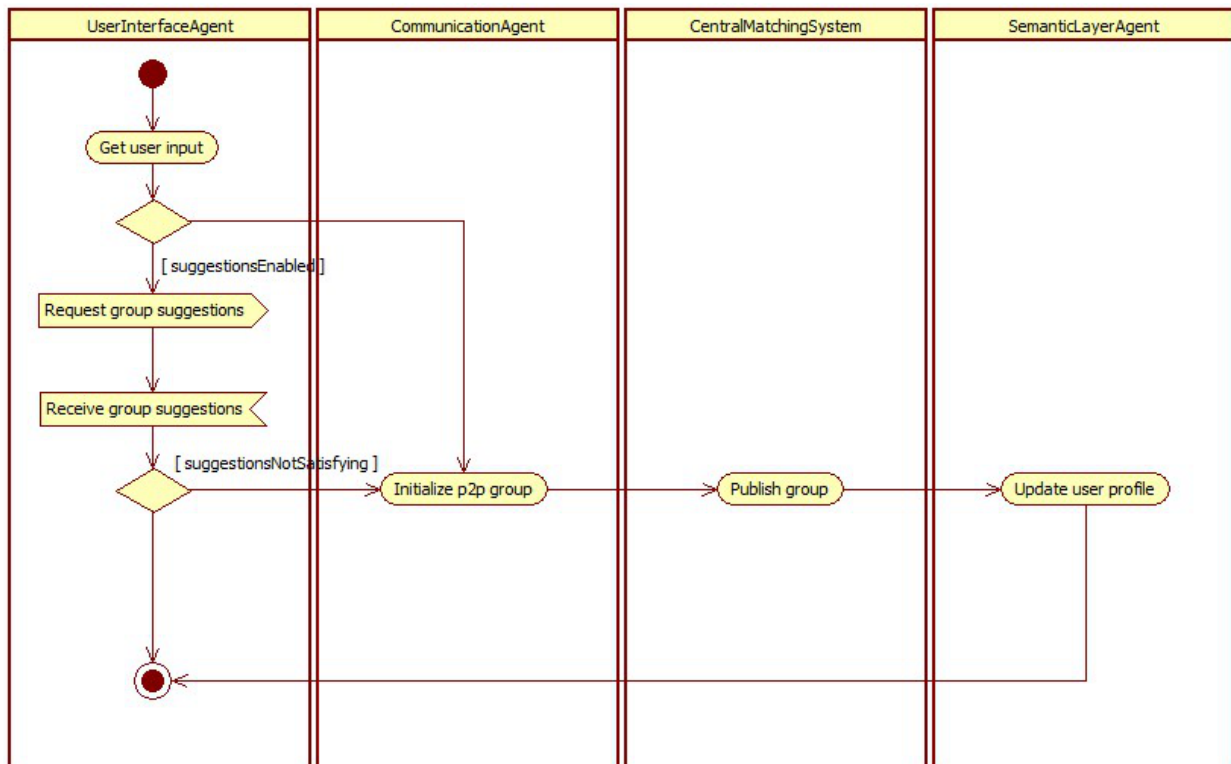 UserInterfaceAgent
CommunicationAgent
CentralMatchingSystem
SemanticLayerAgent
Get user input
[ suggestionsEnabled ]
Request group suggestions
Receive group suggestions
[ suggestionsNotSatisfying ]
Initialize p2p group
Publish group
Update user profile